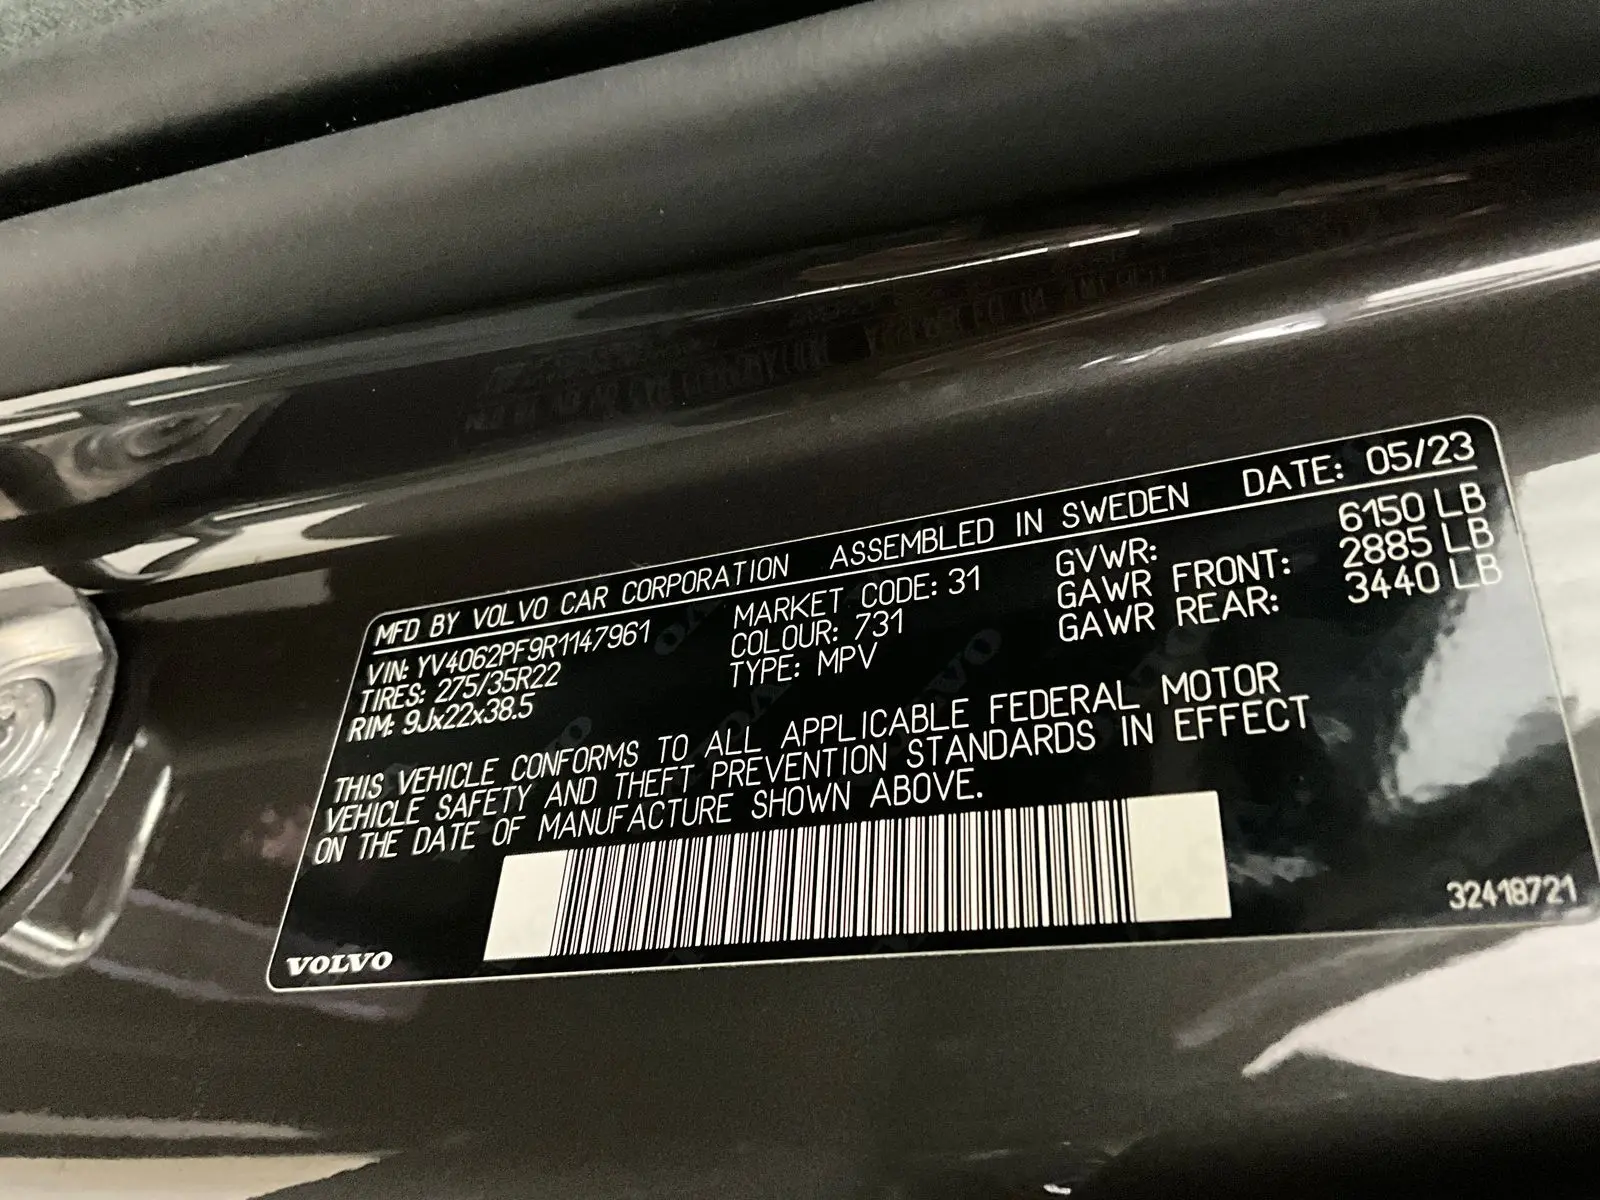 MFD BY VOLVO CAR CORPORATION ASSEMBLED IN SWEDEN DATE: 05/23
VIN: YV4062PF9R1147961 MARKET CODE: 31 GVWR: 6150 LB
TIRES: 275/35R22 COLOUR: 731 GAWR FRONT: 2885 LB
RIM: 9Jx22x38.5 TYPE: MPV GAWR REAR: 3440 LB
THIS VEHICLE CONFORMS TO ALL APPLICABLE FEDERAL MOTOR
VEHICLE SAFETY AND THEFT PREVENTION STANDARDS IN EFFECT
ON THE DATE OF MANUFACTURE SHOWN ABOVE.
VOLVO 32418721